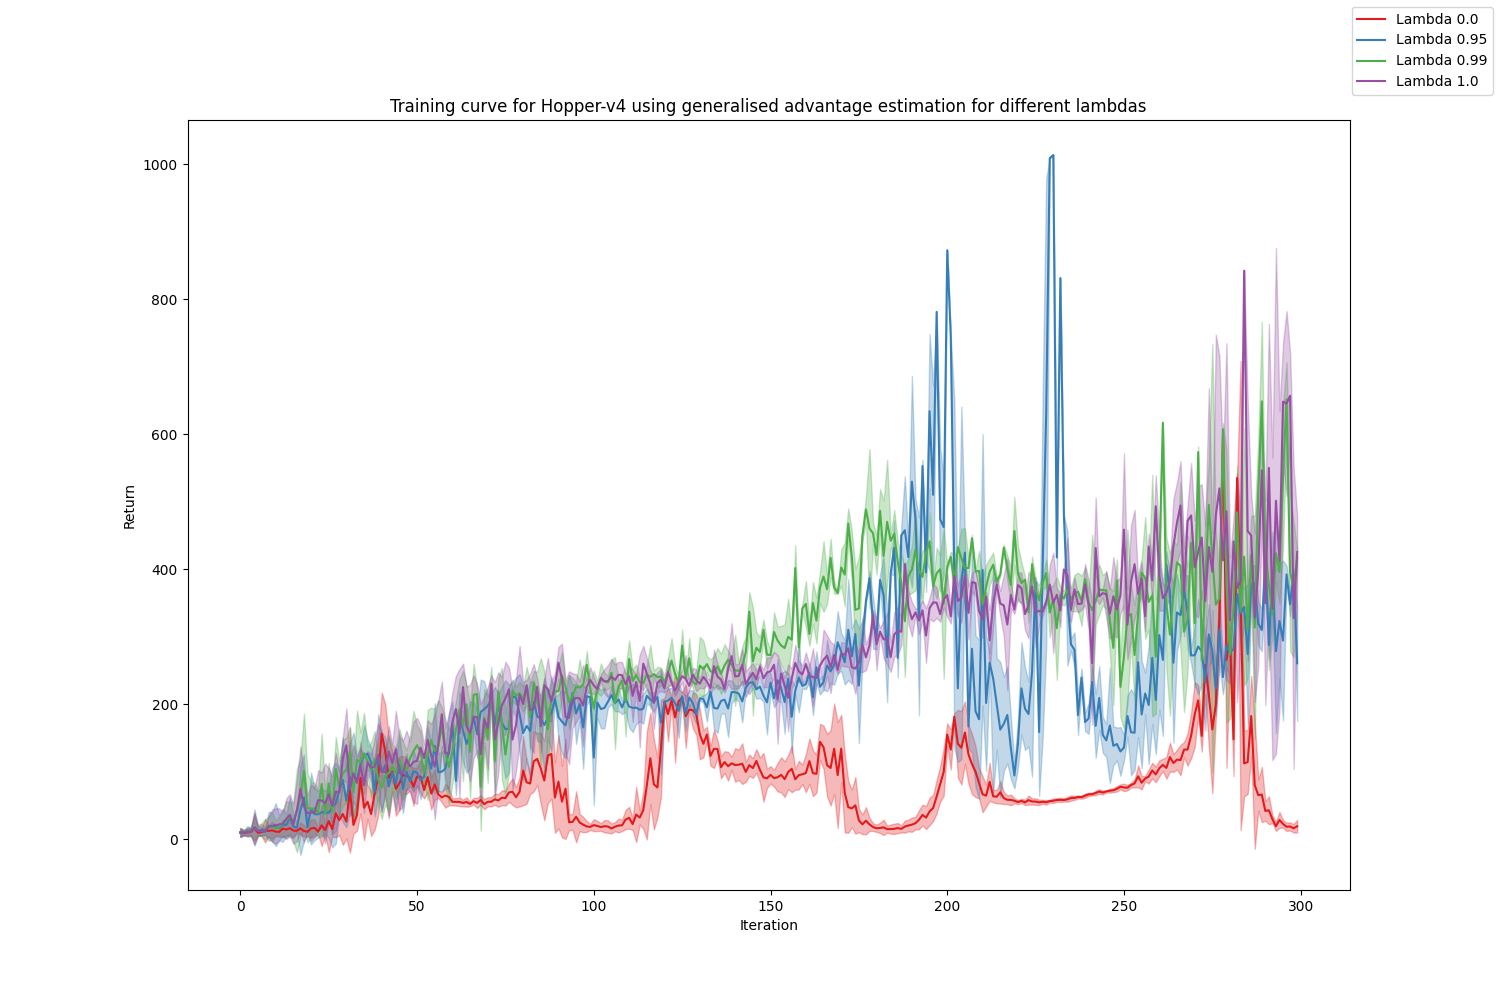 Lambda 0.0
Lambda 0.95
Lambda 0.99
Lambda 1.0
Training curve for Hopper-v4 using generalised advantage estimation for different lambdas
1000
800
600
400
200
0
Return
0 50 100 150 200 250 300
Iteration